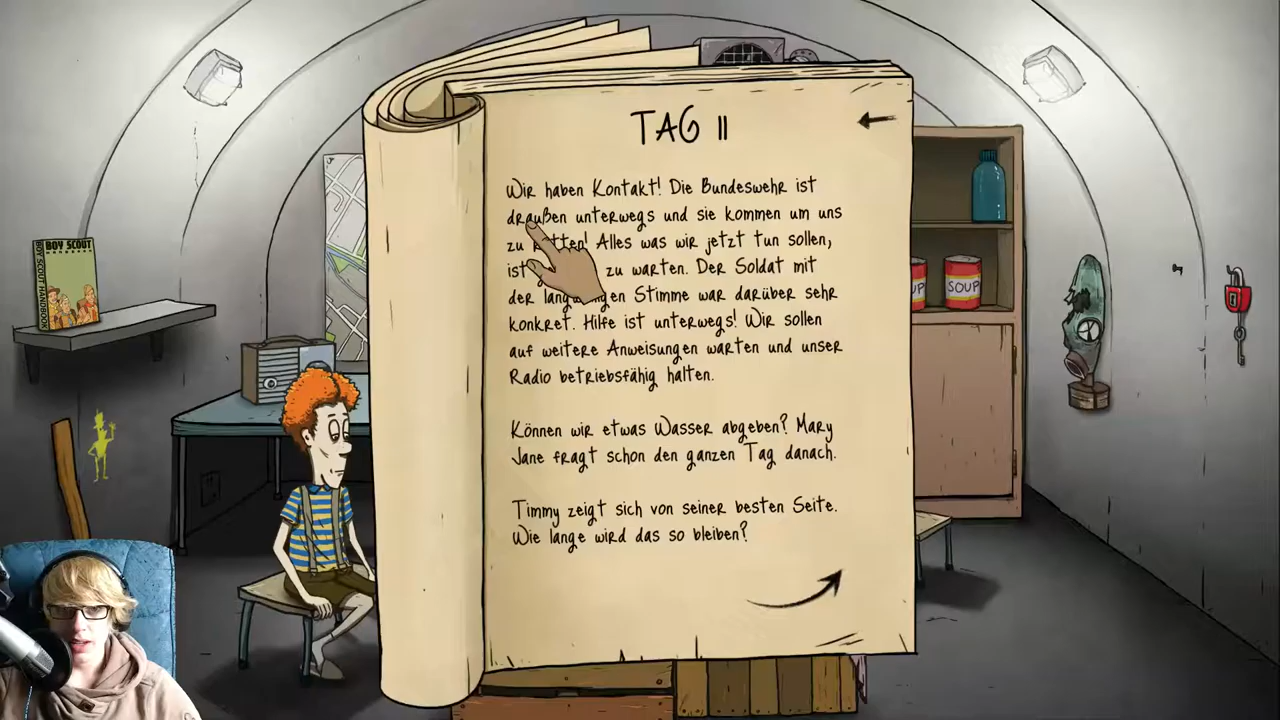 TAG 11
Wir haben Kontakt! Die Bundeswehr ist
draußen unterwegs und sie kommen um uns
zu Alles was wir jetzt tun sollen,
ist zu warten. Der Soldat mit
der Stimme war darüber sehr
konkret. Hilfe ist unterwegs! Wir sollen
auf weitere Anweisungen warten und unser
Radio betriebsfähig halten.
Können wir etwas Wasser abgeben? Mary
Jane fragt schon den ganzen Tag danach.
Timmy zeigt sich von seiner besten Seite.
Wie lange wird das so bleiben?
BOY SCOUT
BOY SCOUT HANDBOOK
UP
SOUP